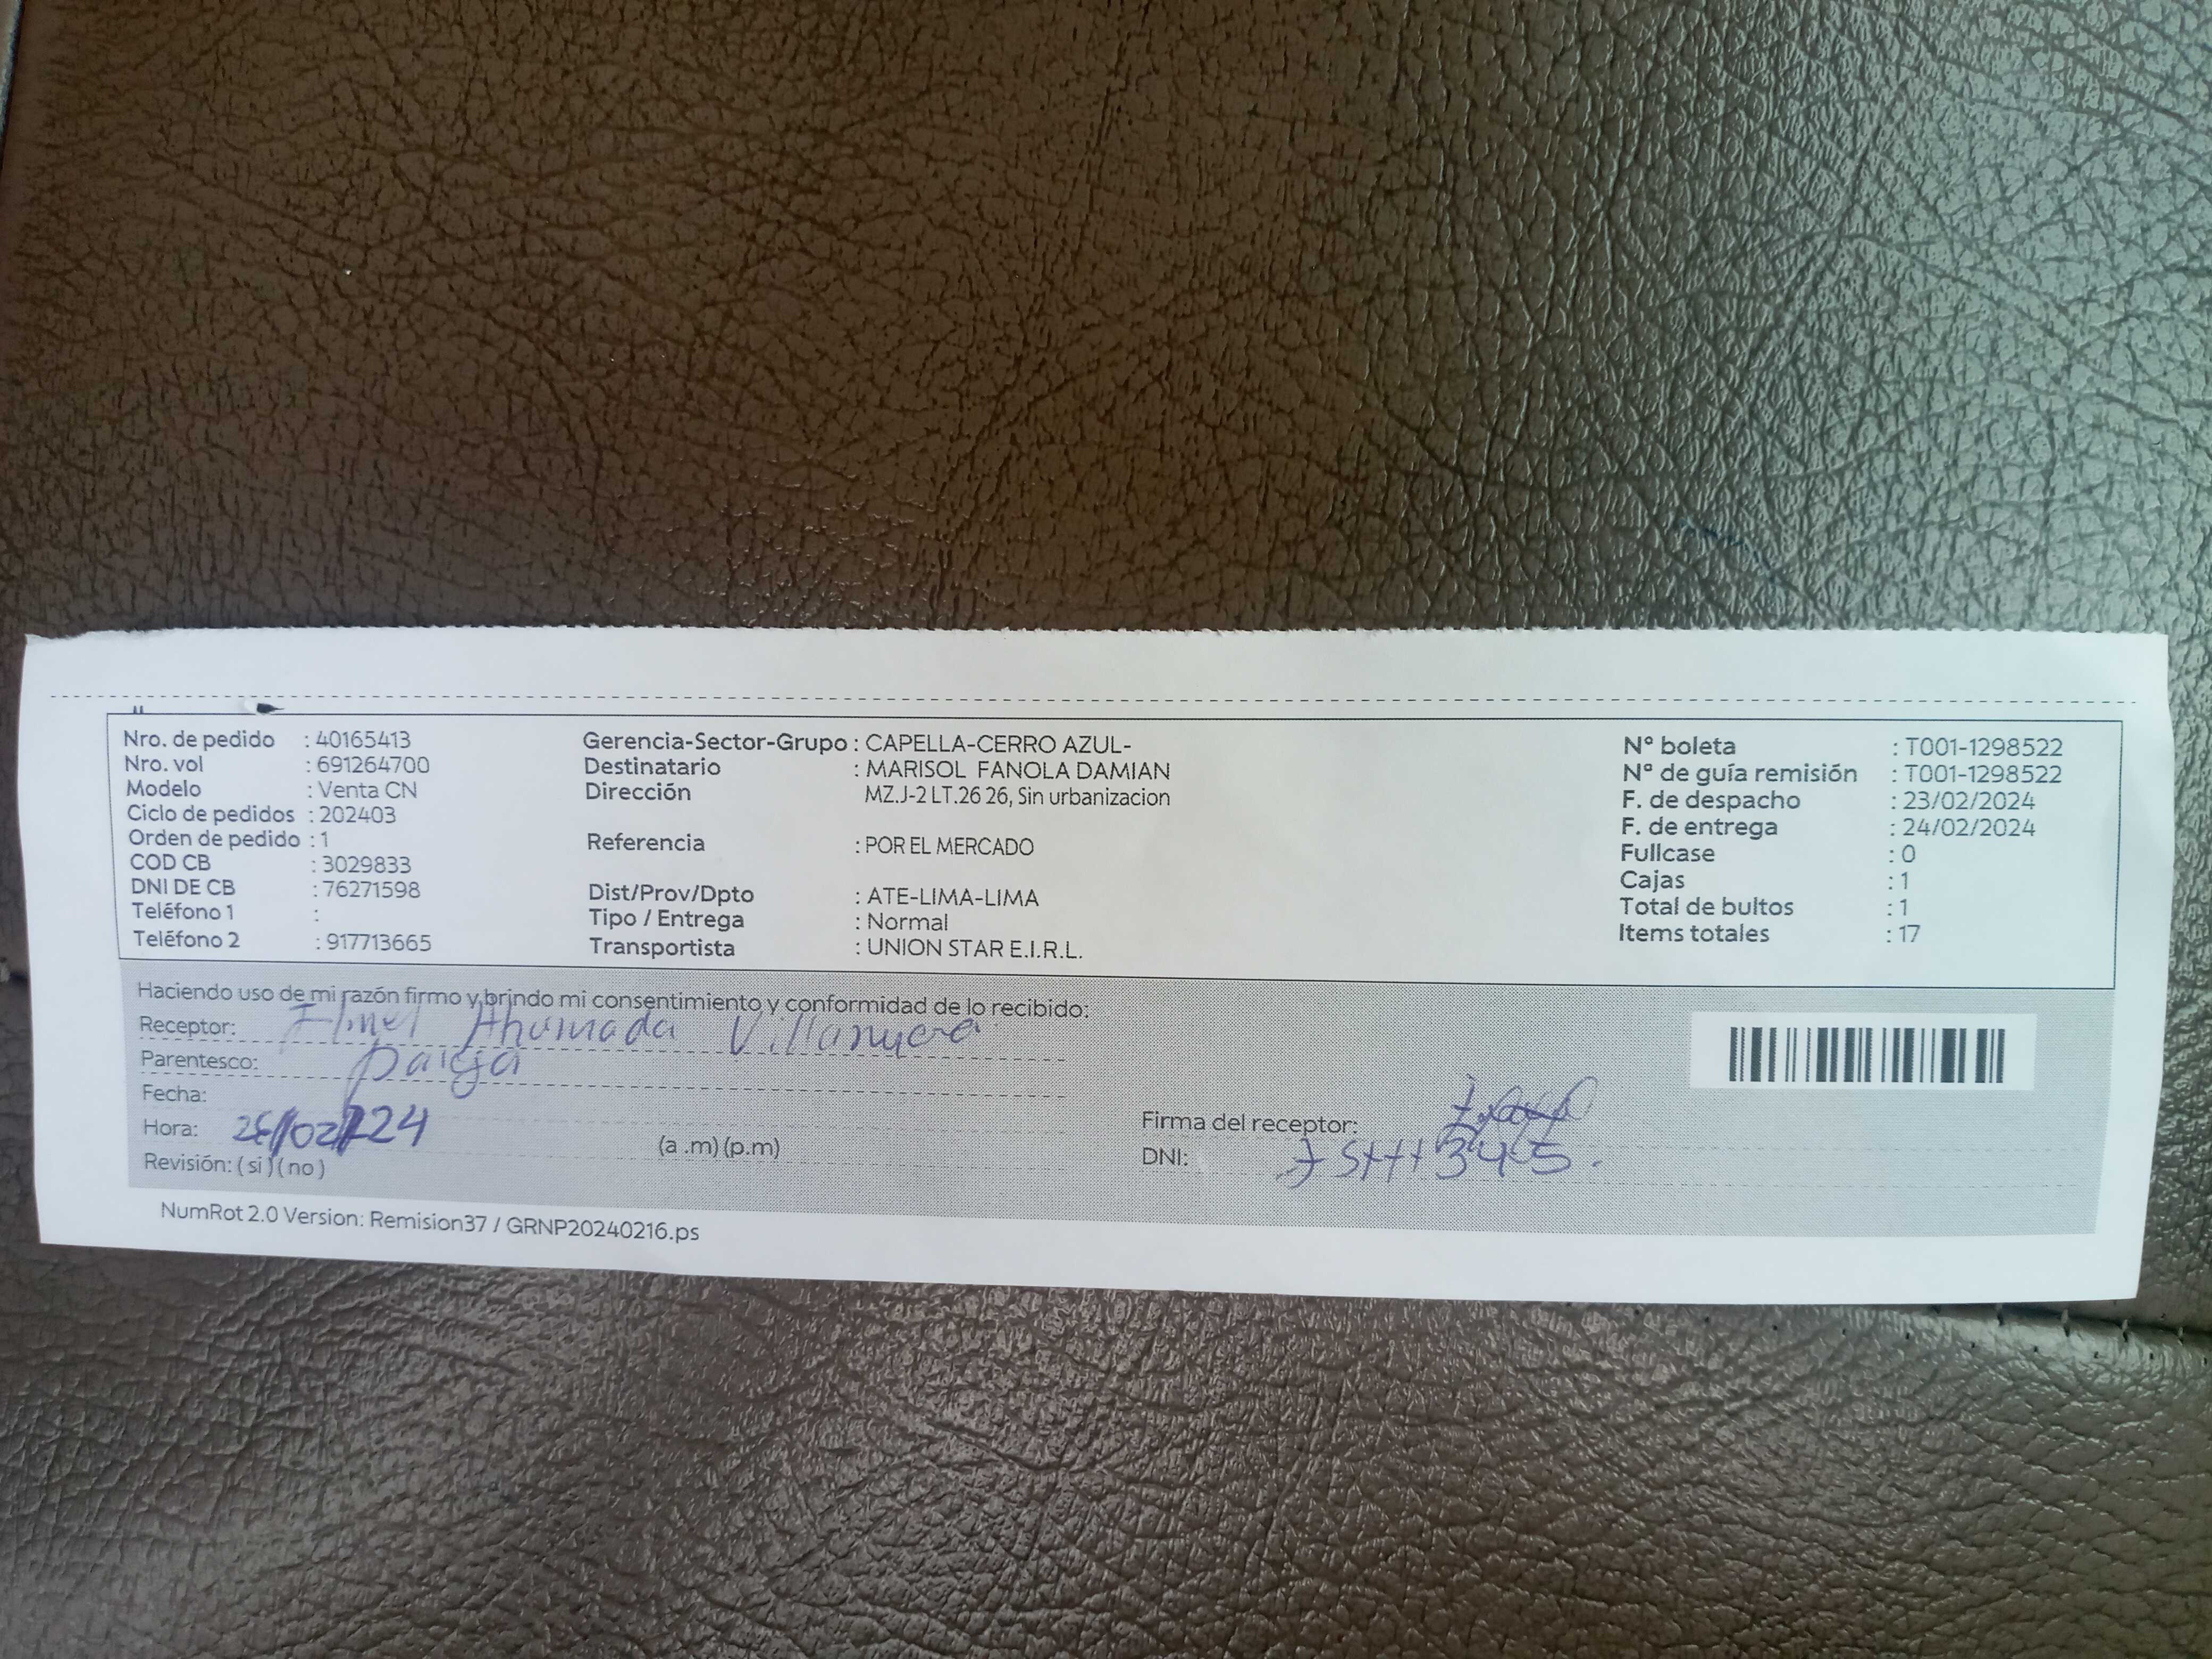 Nro. de pedido : 40165413
Nro. vol : 691264700
Modelo : Venta CN
Ciclo de pedidos : 202403
Orden de pedido : 1
COD CB : 3029833
DNI DE CB : 76271598
Teléfono 1 :
Teléfono 2 : 917713665
Gerencia-Sector-Grupo : CAPELLA-CERRO AZUL-
Destinatario : MARISOL FANOLA DAMIAN
Dirección MZ.J-2 LT.26 26, Sin urbanizacion
Referencia : POR EL MERCADO
Dist/Prov/Dpto : ATE-LIMA-LIMA
Tipo / Entrega : Normal
Transportista : UNION STAR E.I.R.L.
N° boleta : T001-1298522
N° de guía remisión : T001-1298522
F. de despacho : 23/02/2024
F. de entrega : 24/02/2024
Fullcase : 0
Cajas : 1
Total de bultos : 1
Items totales : 17
Haciendo uso de mi razón firmo y brindo mi consentimiento y conformidad de lo recibido:
Receptor: Ahumada
Parentesco: pareja
Fecha:
Hora:
(a .m) (p.m)
Revisión: ( si ) ( no )
Firma del receptor:
DNI:
NumRot 2.0 Version: Remision37 / GRNP20240216.ps